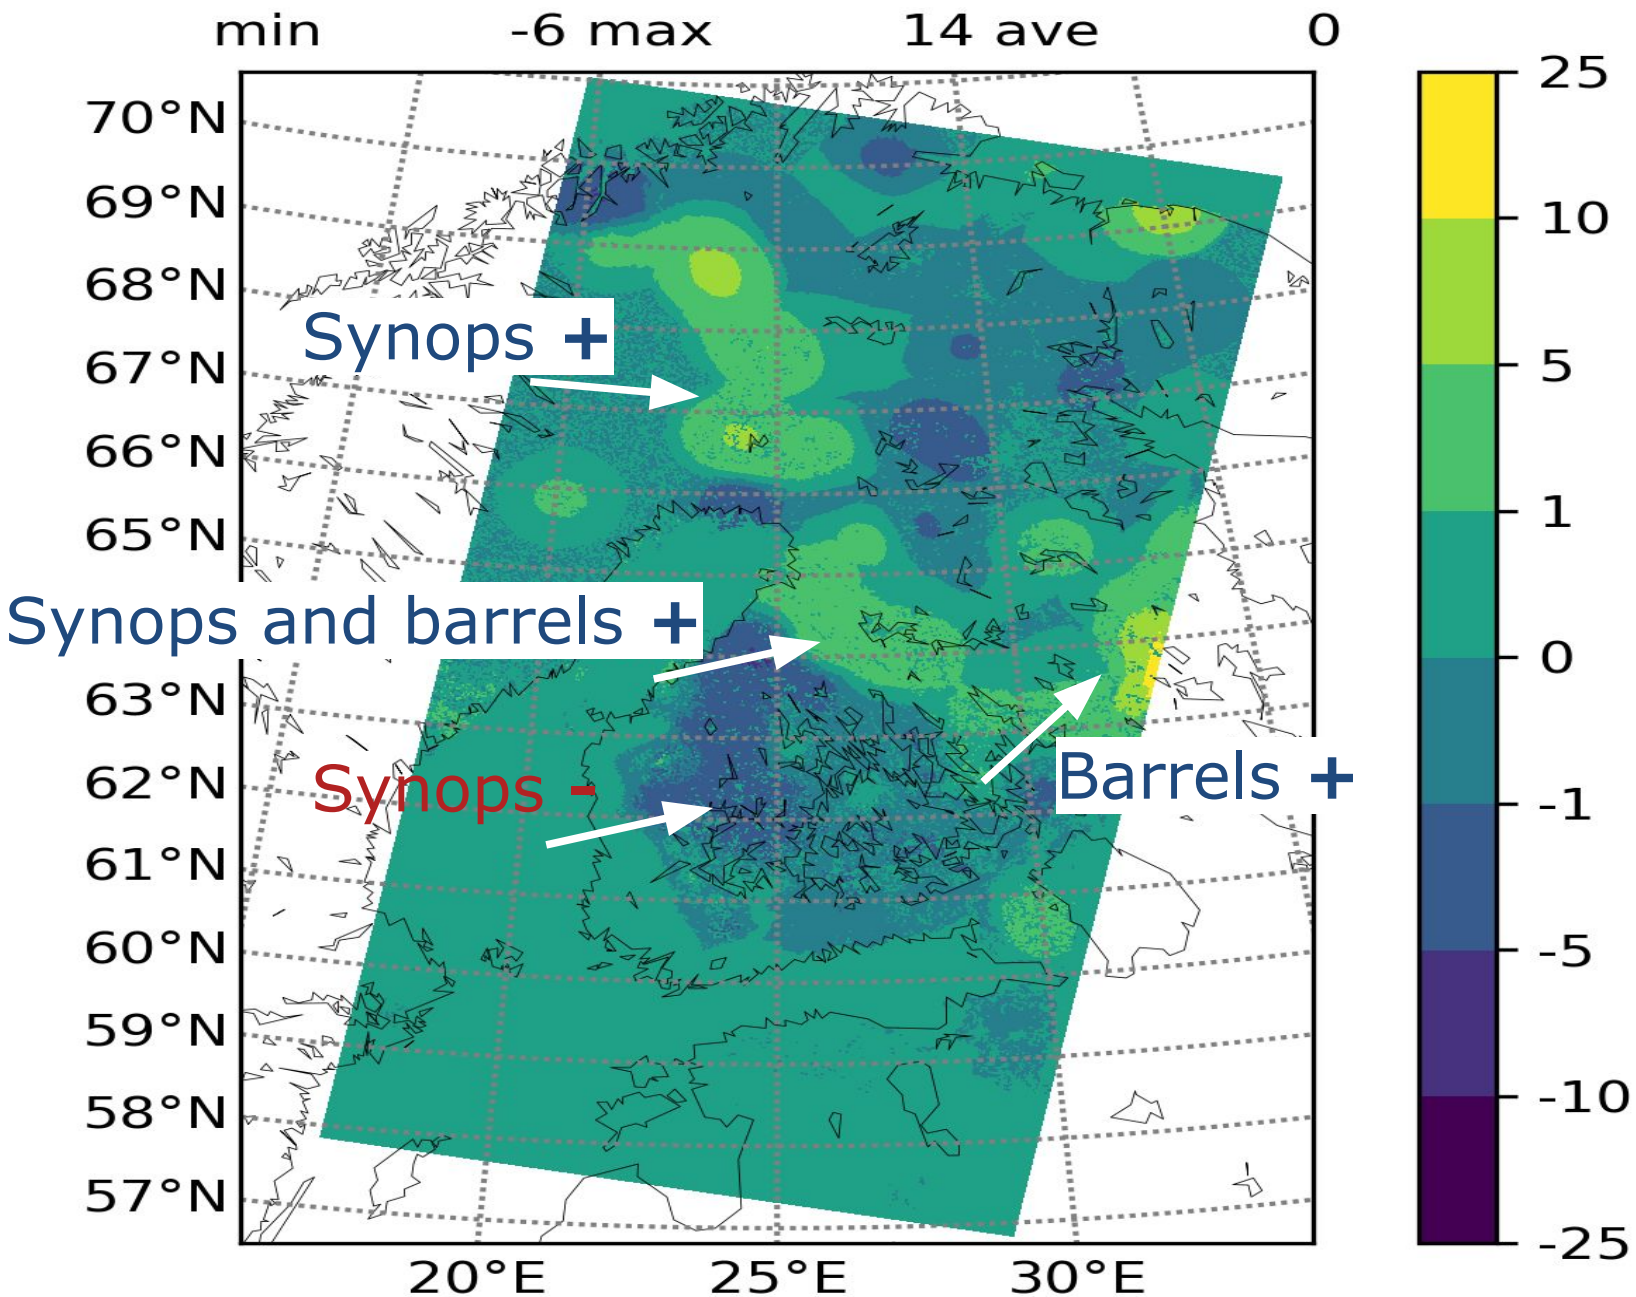 min -6 max 14 ave 0
70°N
69°N
68°N
67°N
66°N
65°N
63°N
62°N
61°N
60°N
59°N
58°N
57°N
Synops +
Synops and barrels +
Synops -
Barrels +
20°E 25°E 30°E
25
10
5
1
0
-1
-5
-10
-25